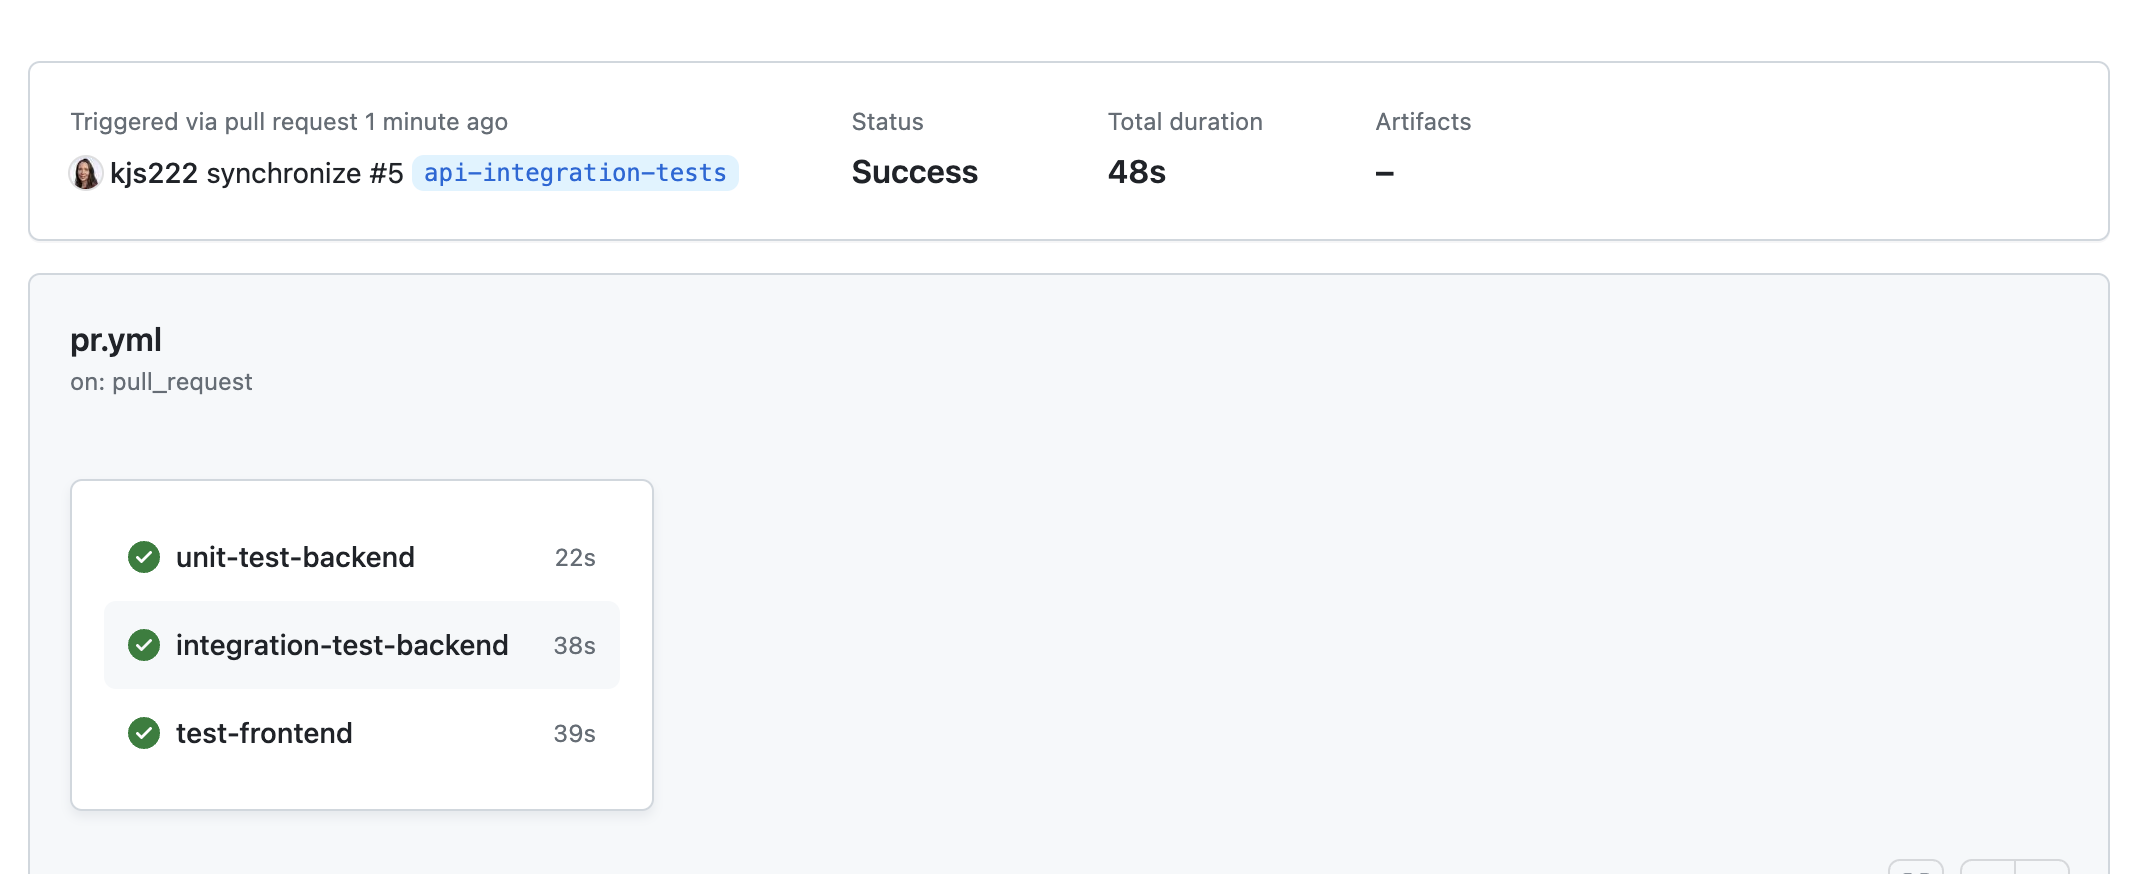 Triggered via pull request 1 minute ago
kjs222 synchronize #5 api-integration-tests
Status
Success
Total duration
48s
Artifacts
–
pr.yml
on: pull_request
unit-test-backend 22s
integration-test-backend 38s
test-frontend 39s